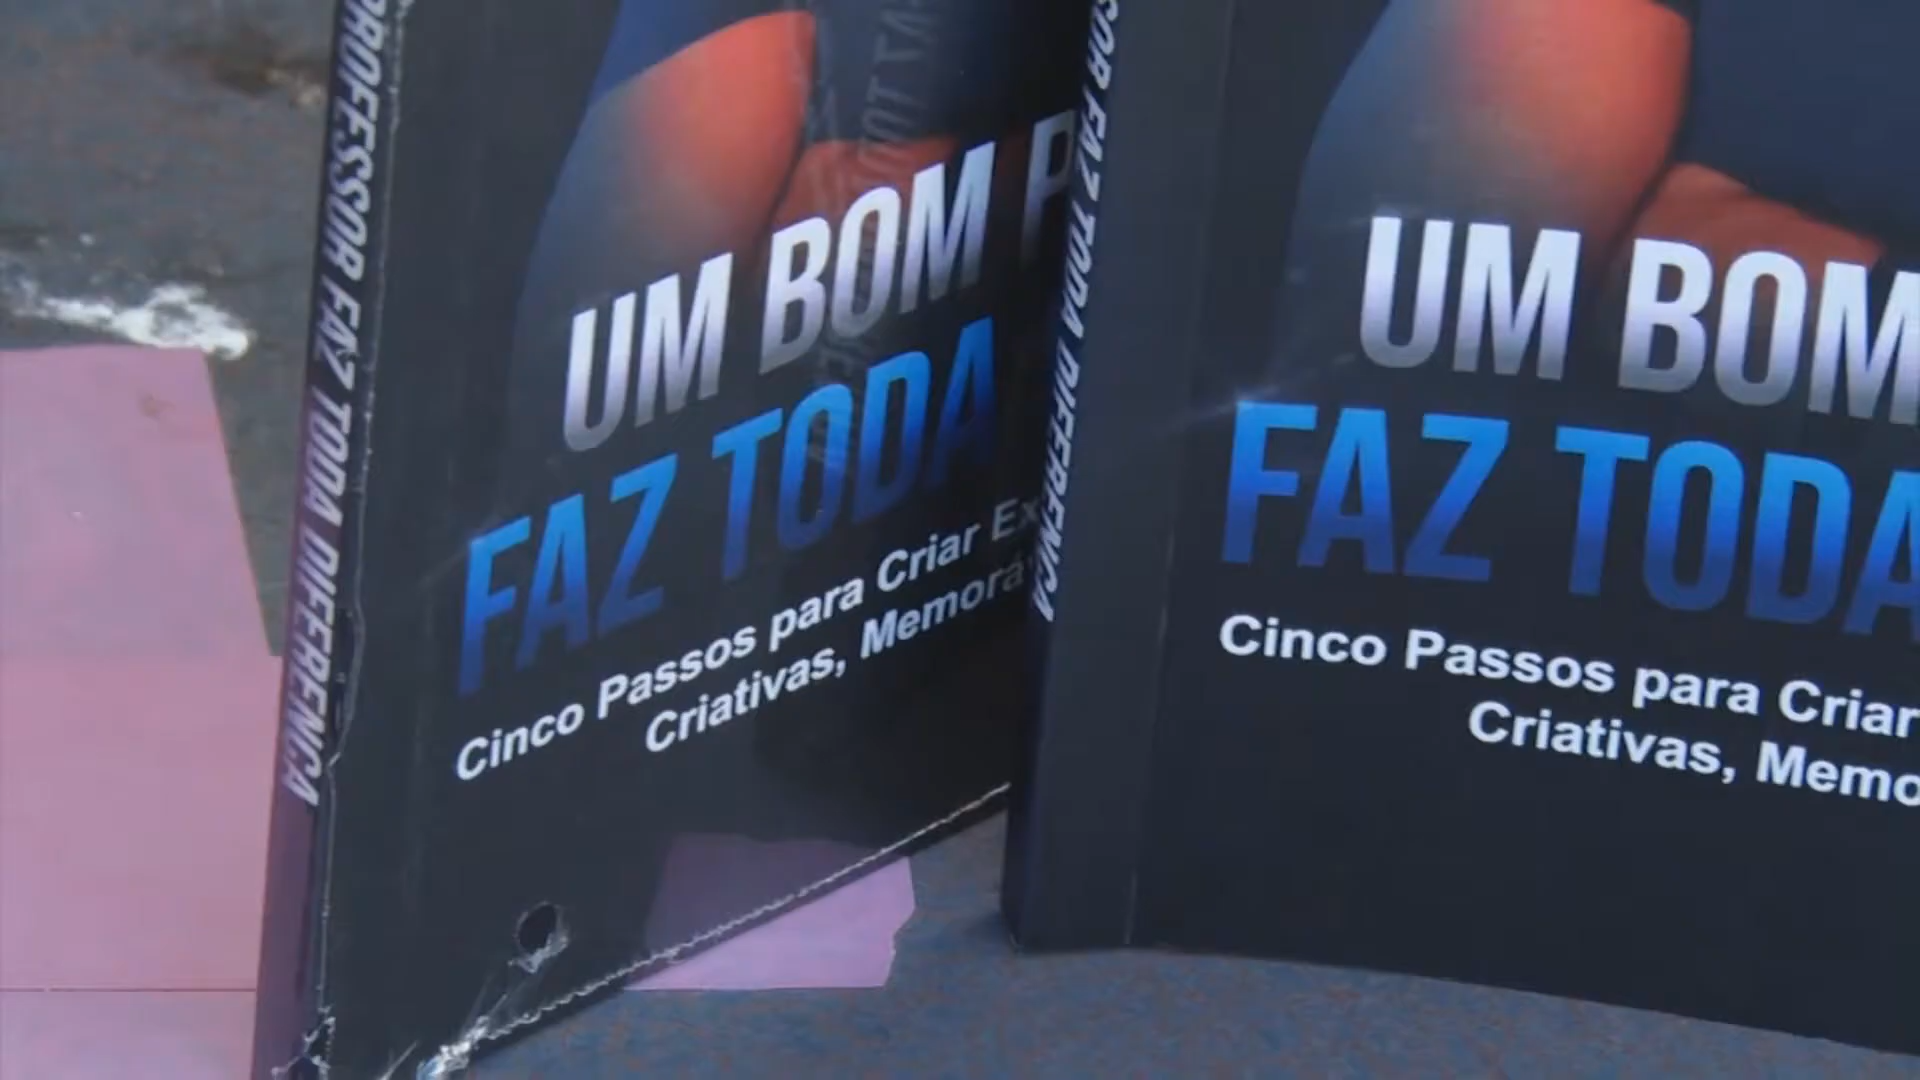 PROFESSOR FAZ TODA DIFERENÇA
UM BOM P
FAZ TODA
Cinco Passos para Criar Ex
Criativas, Memorá
SOR FAZ TODA DIFERENÇA
UM BOM
FAZ TODA
Cinco Passos para Criar
Criativas, Memo